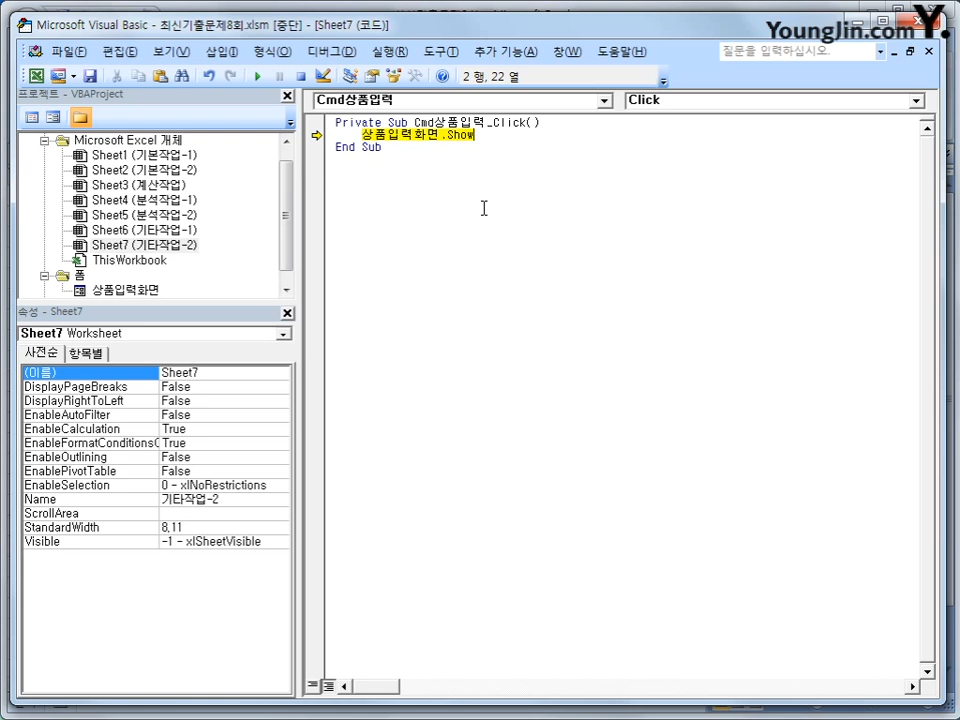 Microsoft Visual Basic - 최신기출문제8회.xlsm [중단] - [Sheet7 (코드)]
YoungJin.com Y.
파일(F) 편집(E) 보기(V) 삽입(I) 형식(O) 디버그(D) 실행(R) 도구(T) 추가 기능(A) 창(W) 도움말(H) 질문을 입력하십시오.
2 행, 22 열
프로젝트 - VBAProject
Cmd상품입력 Click
Microsoft Excel 개체
Sheet1 (기본작업-1)
Sheet2 (기본작업-2)
Sheet3 (계산작업)
Sheet4 (분석작업-1)
Sheet5 (분석작업-2)
Sheet6 (기타작업-1)
Sheet7 (기타작업-2)
ThisWorkbook
폼
상품입력화면
Private Sub Cmd상품입력_Click()
상품입력화면.Show
End Sub
속성 - Sheet7
Sheet7 Worksheet
사전순 항목별
(이름) Sheet7
DisplayPageBreaks False
DisplayRightToLeft False
EnableAutoFilter False
EnableCalculation True
EnableFormatConditionsC True
EnableOutlining False
EnablePivotTable False
EnableSelection 0 - xlNoRestrictions
Name 기타작업-2
ScrollArea
StandardWidth 8,11
Visible -1 - xlSheetVisible